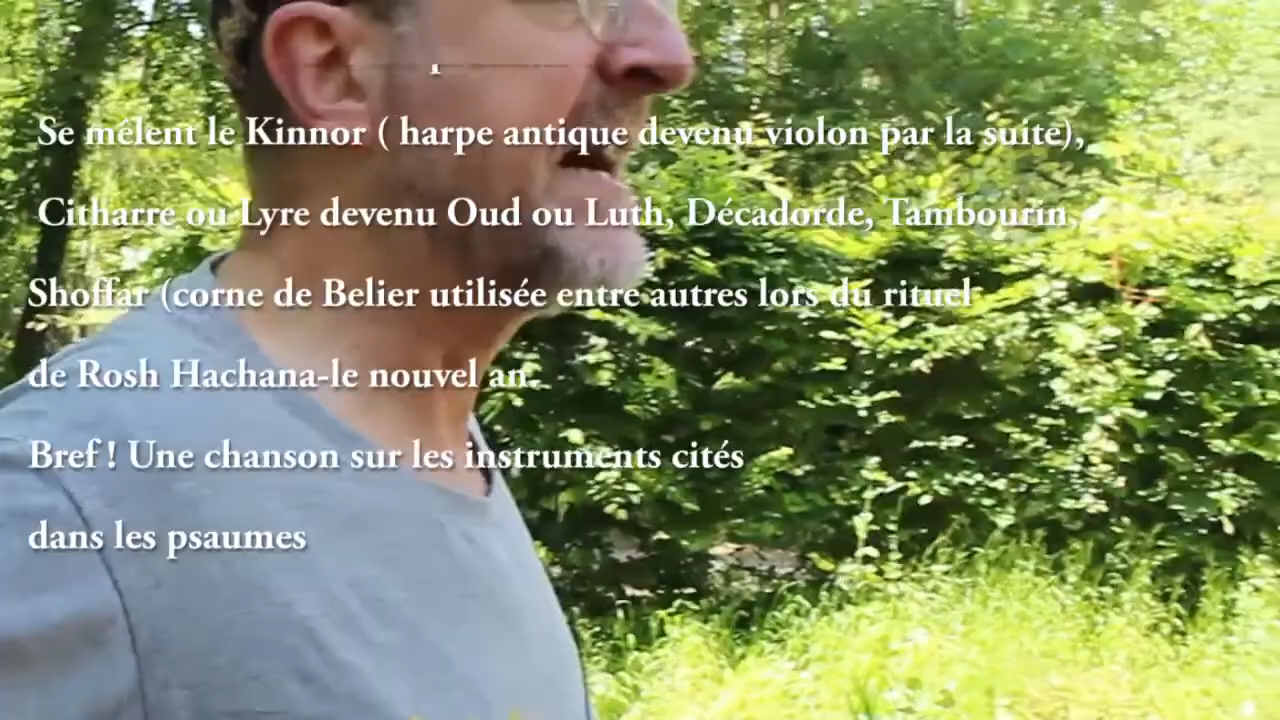 Se mêlent le Kinnor ( harpe antique devenu violon par la suite),
Citharre ou Lyre devenu Oud ou Luth, Décadorde, Tambourin,
Shoffar (corne de Belier utilisée entre autres lors du rituel
de Rosh Hachana-le nouvel an.
Bref ! Une chanson sur les instruments cités
dans les psaumes